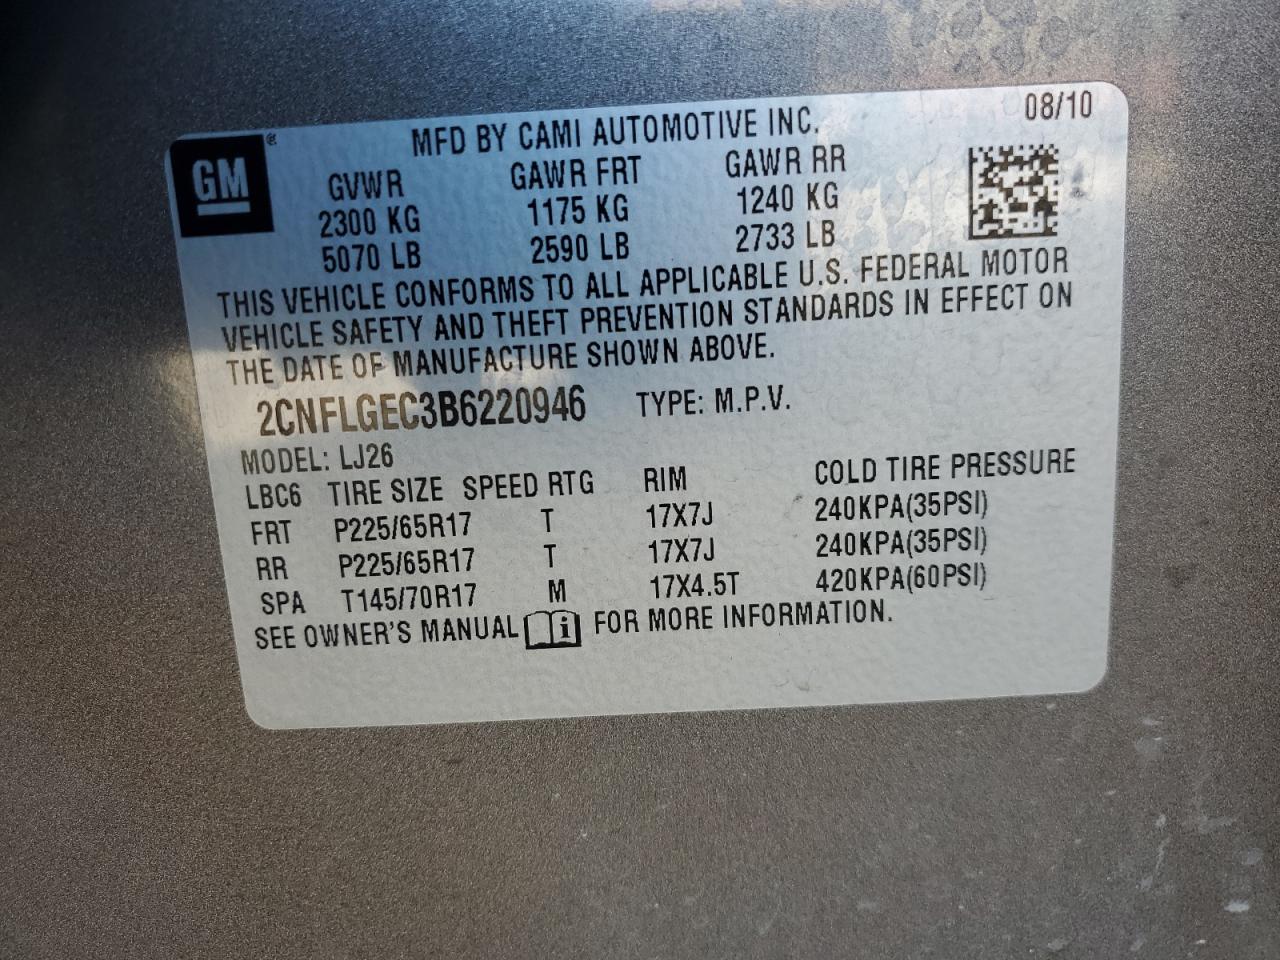 GM®
MFD BY CAMI AUTOMOTIVE INC. 08/10
GVWR GAWR FRT GAWR RR
2300 KG 1175 KG 1240 KG
5070 LB 2590 LB 2733 LB
THIS VEHICLE CONFORMS TO ALL APPLICABLE U.S. FEDERAL MOTOR
VEHICLE SAFETY AND THEFT PREVENTION STANDARDS IN EFFECT ON
THE DATE OF MANUFACTURE SHOWN ABOVE.
2CNFLGEC3B6220946 TYPE: M.P.V.
MODEL: LJ26
LBC6 TIRE SIZE SPEED RTG RIM COLD TIRE PRESSURE
FRT P225/65R17 T 17X7J 240KPA(35PSI)
RR P225/65R17 T 17X7J 240KPA(35PSI)
SPA T145/70R17 M 17X4.5T 420KPA(60PSI)
SEE OWNER'S MANUAL i FOR MORE INFORMATION.